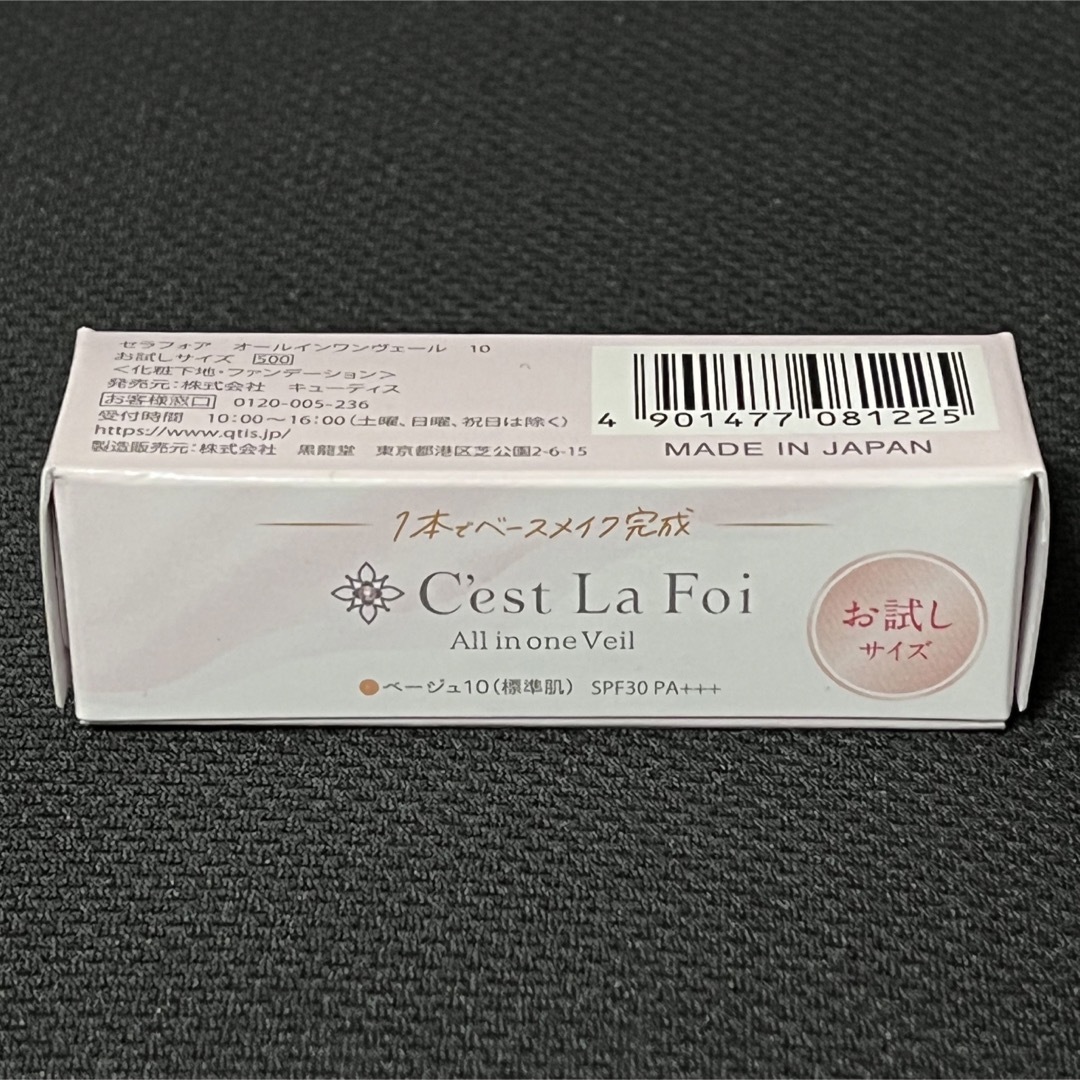 セラフォア オールインワンヴェール 10
お試しサイズ 500
<化粧下地・ファンデーション>
発売元:株式会社 キューティス
お客様窓口 0120-005-236
受付時間 10:00〜16:00(土曜、日曜、祝日は除く)
https://www.qtis.jp/
製造販売元:株式会社 黒龍堂 東京都港区芝公園2-6-15
4 901477 081225
MADE IN JAPAN
1本でベースメイク完成
C'est La Foi
All in one Veil
ベージュ10(標準肌) SPF30 PA+++
お試し
サイズ